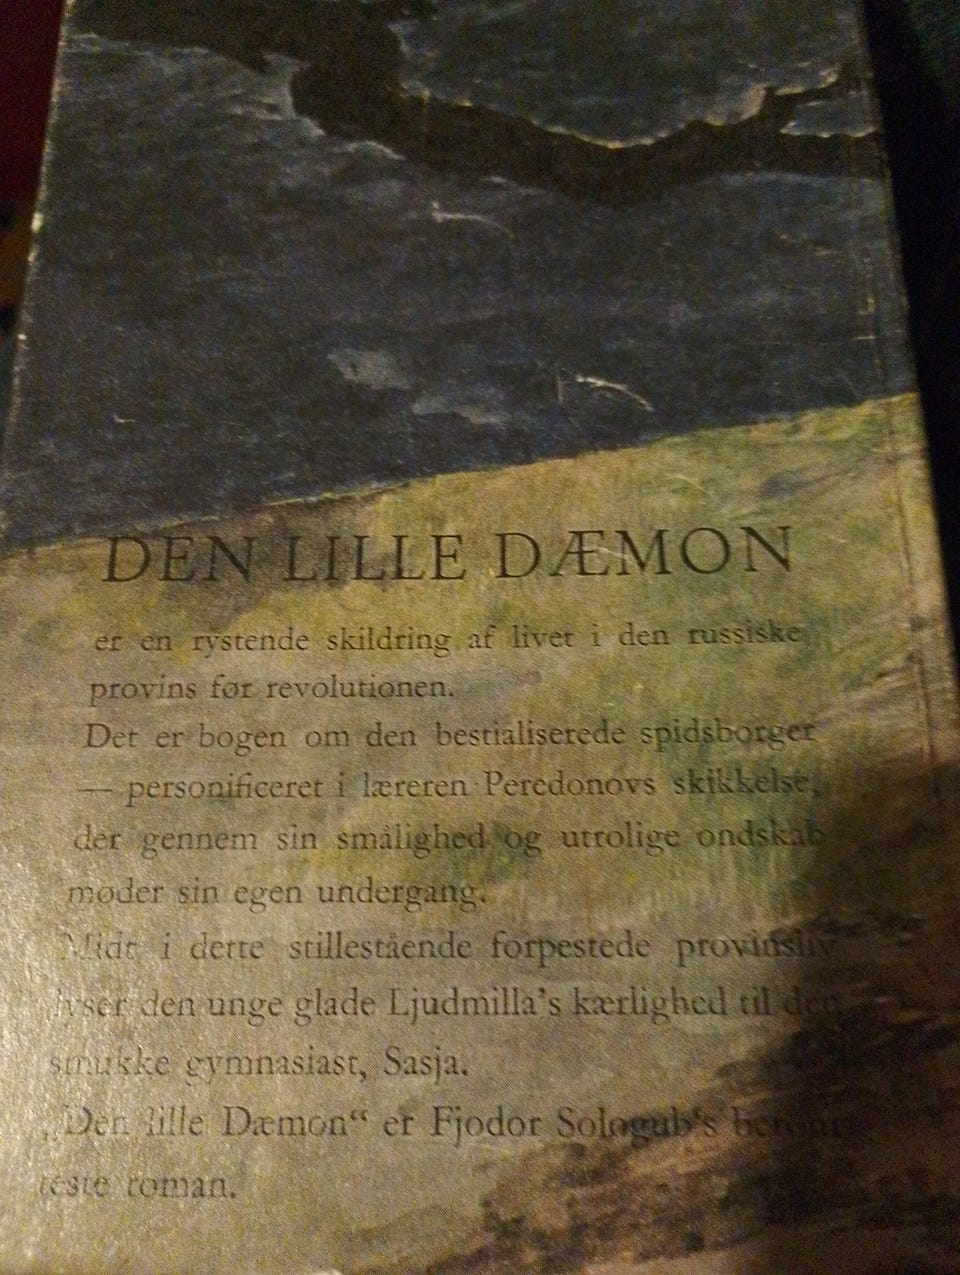 DEN LILLE DÆMON
er en rystende skildring af livet i den russiske
provins før revolutionen.
Det er bogen om den bestialiserede spidsborger
— personificeret i læreren Peredonovs skikkelse,
der gennem sin smålighed og utrolige ondskab
møder sin egen undergang.
Midt i dette stillestående forpestede provinsliv
lyser den unge glade Ljudmilla's kærlighed til den
smukke gymnasiast, Sasja.
„Den lille Dæmon“ er Fjodor Sologub's berøm-
teste roman.